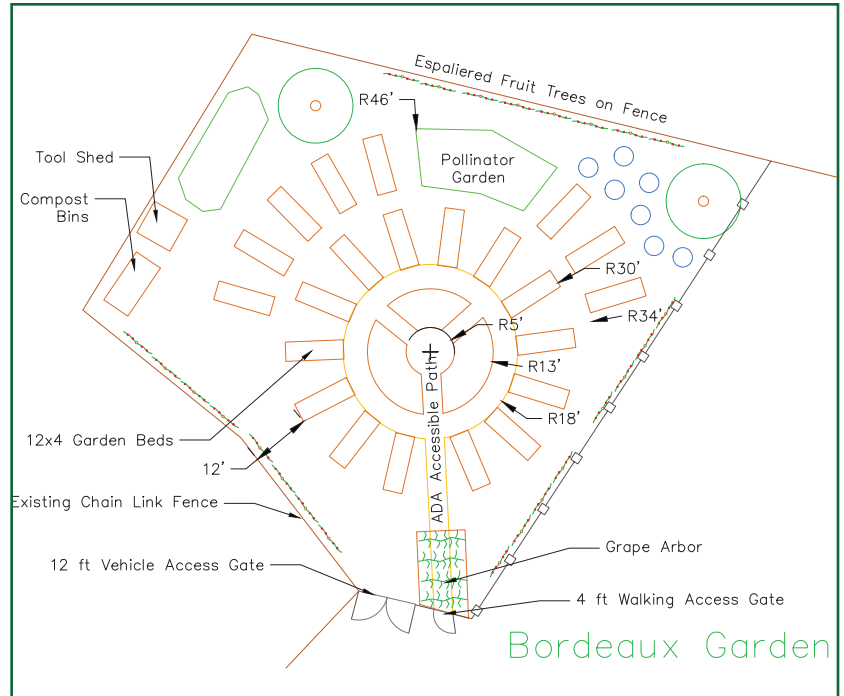 Espaliered Fruit Trees on Fence
R46'
Pollinator
Garden
Tool Shed
Compost
Bins
R30'
R34'
R5'
R13'
R18'
ADA Accessible Path
12x4 Garden Beds
12'
Existing Chain Link Fence
Grape Arbor
12 ft Vehicle Access Gate
4 ft Walking Access Gate
Bordeaux Garden